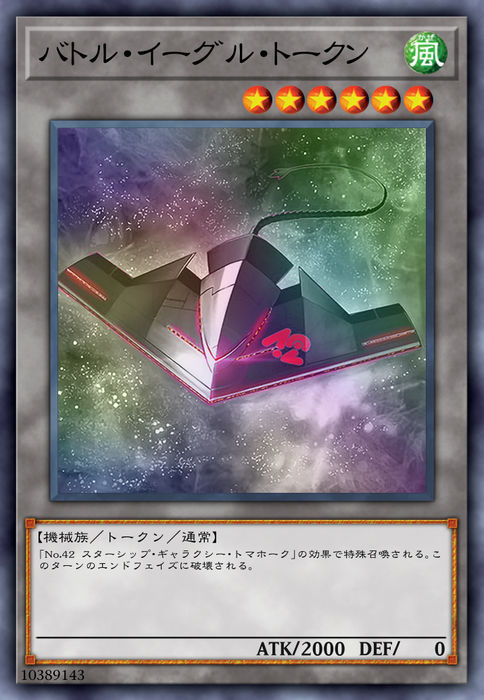 バトル・イーグル・トークン
かぜ
風
【機械族／トークン／通常】
「No.42 スターシップ・ギャラクシー・トマホーク」の効果で特殊召喚される。こ
のターンのエンドフェイズに破壊される。
ATK/2000 DEF/ 0
10389143